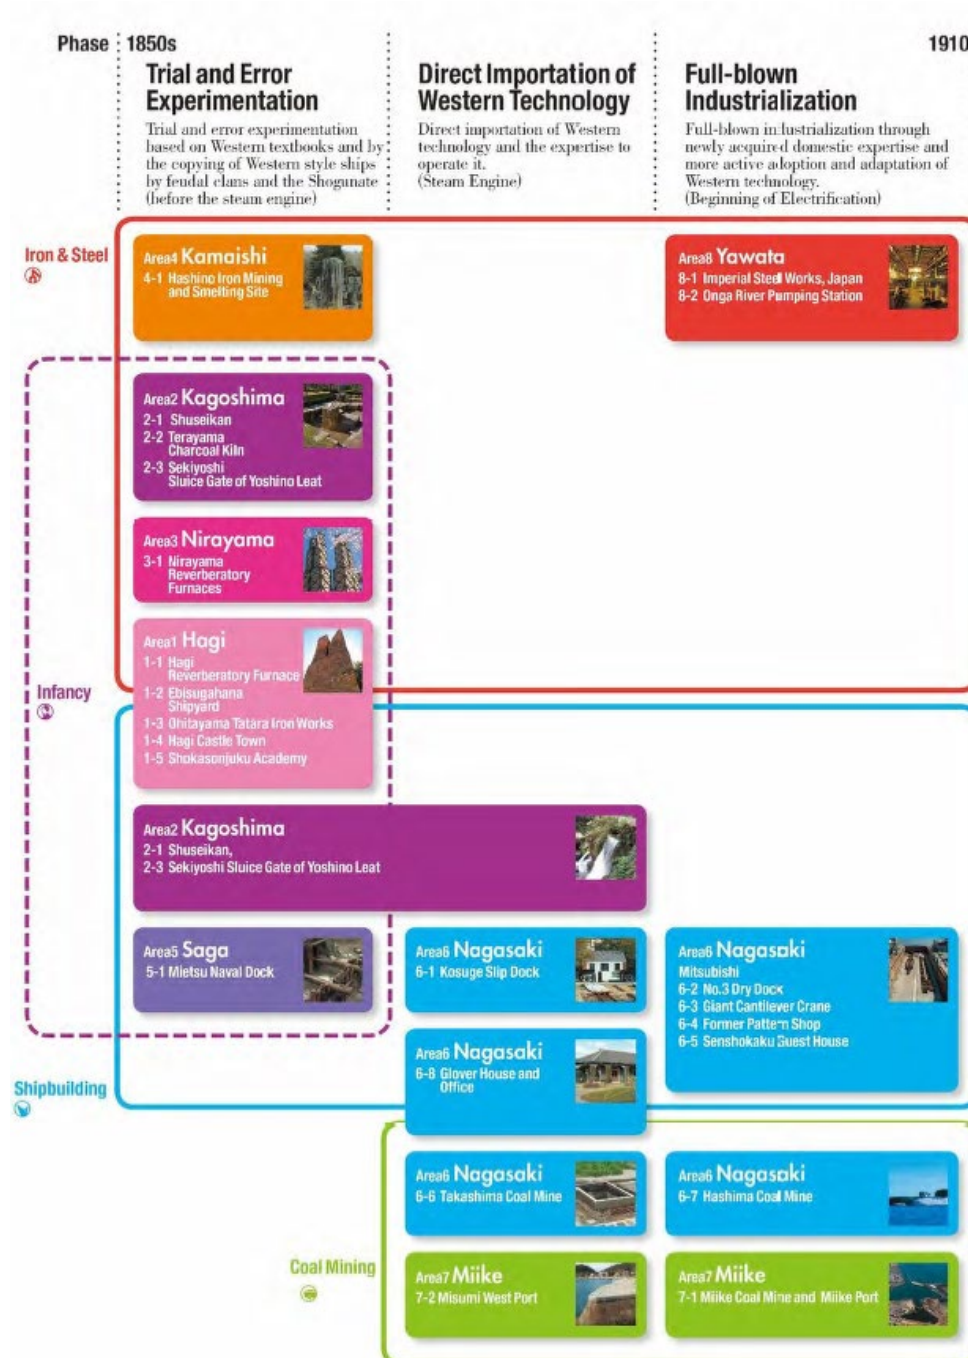 Phase 1850s
1910
Trial and Error
Experimentation
Trial and error experimentation
based on Western textbooks and by
the copying of Western style ships
by feudal clans and the Shogunate
(before the steam engine)
Direct Importation of
Western Technology
Direct importation of Western
technology and the expertise to
operate it.
(Steam Engine)
Full-blown
Industrialization
Full-blown industrialization through
newly acquired domestic expertise and
more active adoption and adaptation of
Western technology.
(Beginning of Electrification)
Iron & Steel
Area4 Kamaishi
4-1 Hashino Iron Mining
and Smelting Site
Area8 Yawata
8-1 Imperial Steel Works, Japan
8-2 Onga River Pumping Station
Area2 Kagoshima
2-1 Shuseikan
2-2 Terayama
Charcoal Kiln
2-3 Sekiyoshi
Sluice Gate of Yoshino Leat
Area3 Nirayama
3-1 Nirayama
Reverberatory
Furnaces
Infancy
Area1 Hagi
1-1 Hagi
Reverberatory Furnace
1-2 Ebisugahana
Shipyard
1-3 Ohitayama Tatara Iron Works
1-4 Hagi Castle Town
1-5 Shokasonjuku Academy
Area2 Kagoshima
2-1 Shuseikan,
2-3 Sekiyoshi Sluice Gate of Yoshino Leat
Area5 Saga
5-1 Mietsu Naval Dock
Area6 Nagasaki
6-1 Kosuge Slip Dock
Area6 Nagasaki
Mitsubishi
6-2 No.3 Dry Dock
6-3 Giant Cantilever Crane
6-4 Former Pattern Shop
6-5 Senshokaku Guest House
Shipbuilding
Area6 Nagasaki
6-8 Glover House and
Office
Area6 Nagasaki
6-6 Takashima Coal Mine
Area6 Nagasaki
6-7 Hashima Coal Mine
Coal Mining
Area7 Miike
7-2 Misumi West Port
Area7 Miike
7-1 Miike Coal Mine and Miike Port